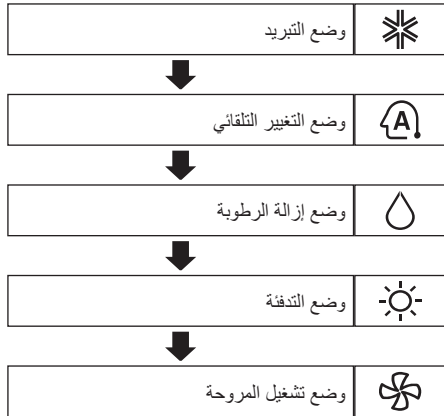 وضع التبريد
A
وضع التغيير التلقائي
وضع إزالة الرطوبة
وضع التدفئة
وضع تشغيل المروحة